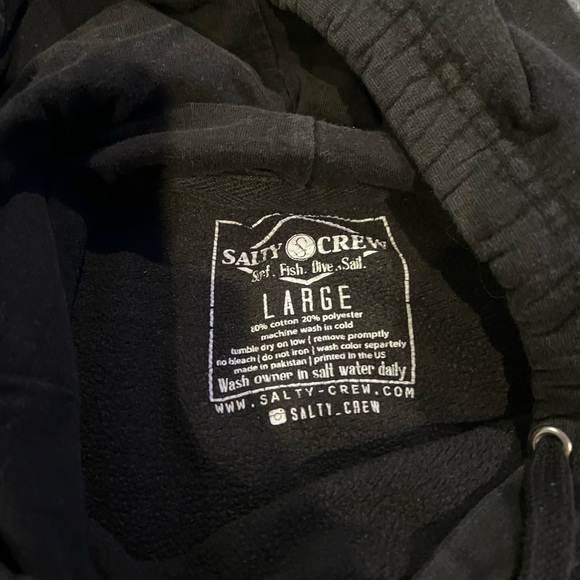 SALTY S CREW
Surf. Fish. Dive. Sail.
LARGE
80% cotton 20% polyester
machine wash in cold
tumble dry on low | remove promptly
no bleach | do not iron | wash color separtely
made in pakistan | printed in the US
Wash owner in salt water daily
WWW.SALTY-CREW.COM
SALTY_CREW